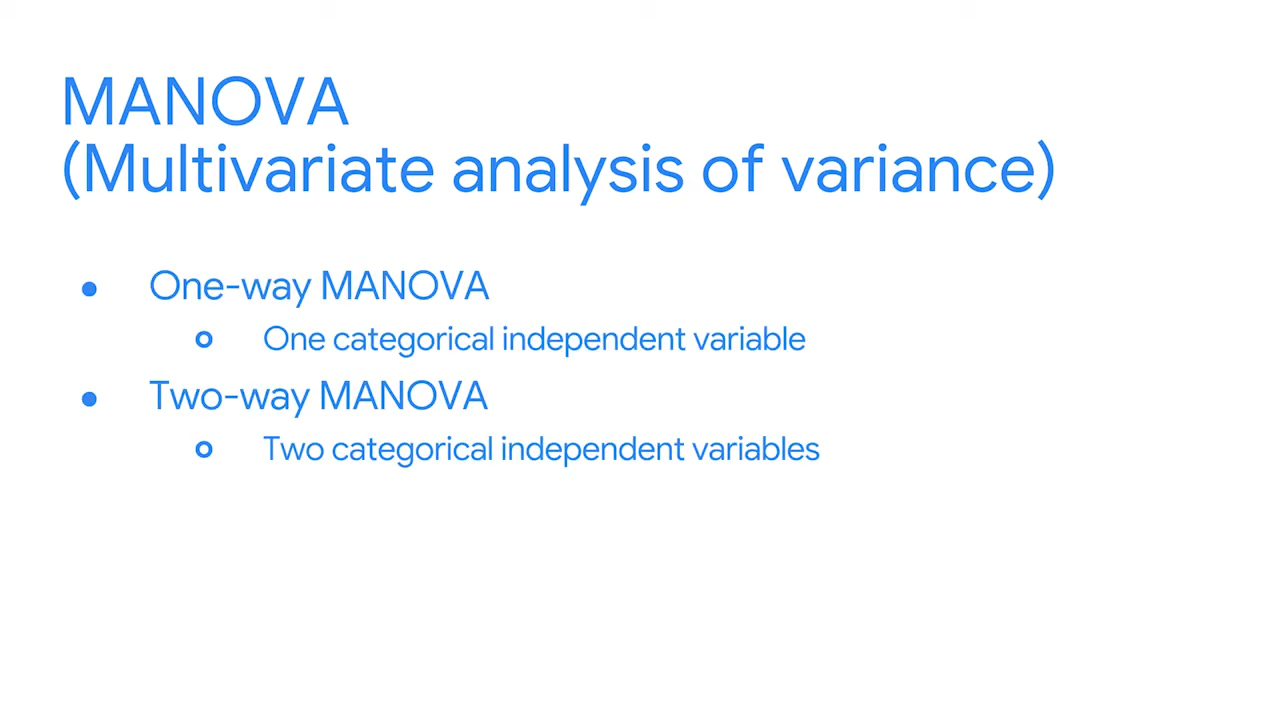 MANOVA
(Multivariate analysis of variance)
● One-way MANOVA
○ One categorical independent variable
● Two-way MANOVA
○ Two categorical independent variables